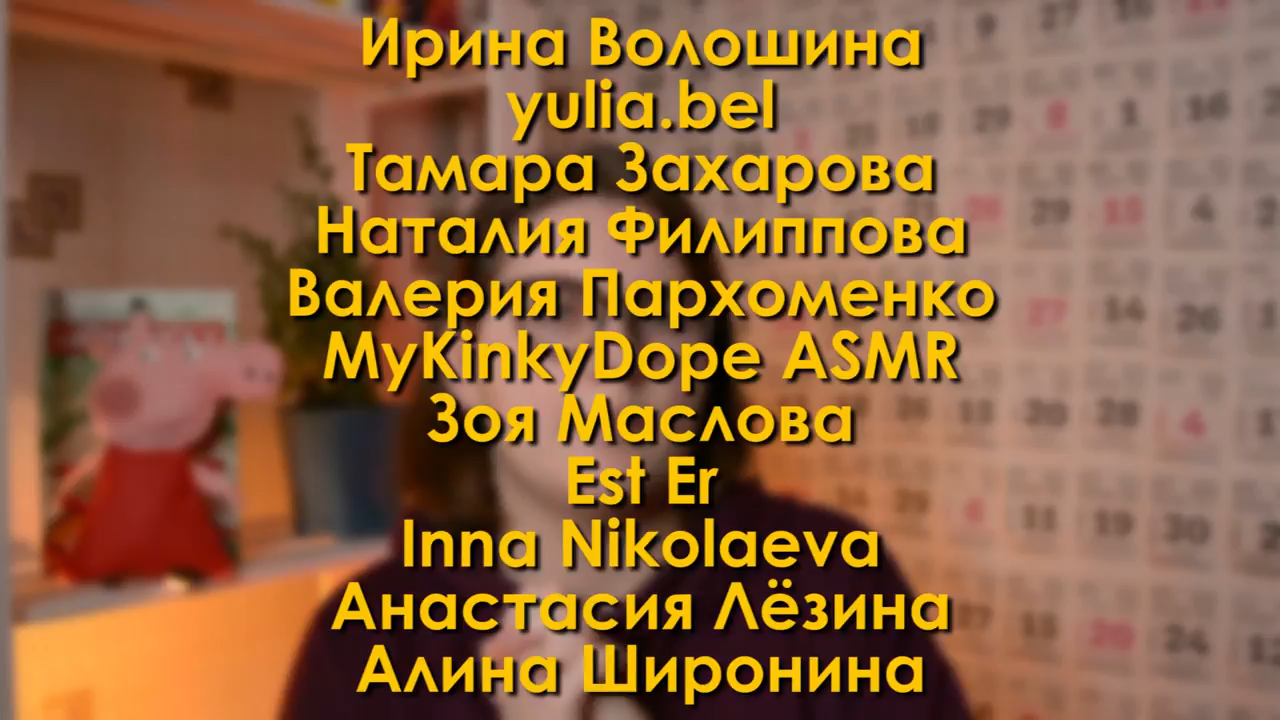 Ирина Волошина
yulia.bel
Тамара Захарова
Наталия Филиппова
Валерия Пархоменко
MyKinkyDope ASMR
Зоя Маслова
Est Er
Inna Nikolaeva
Анастасия Лёзина
Алина Широнина